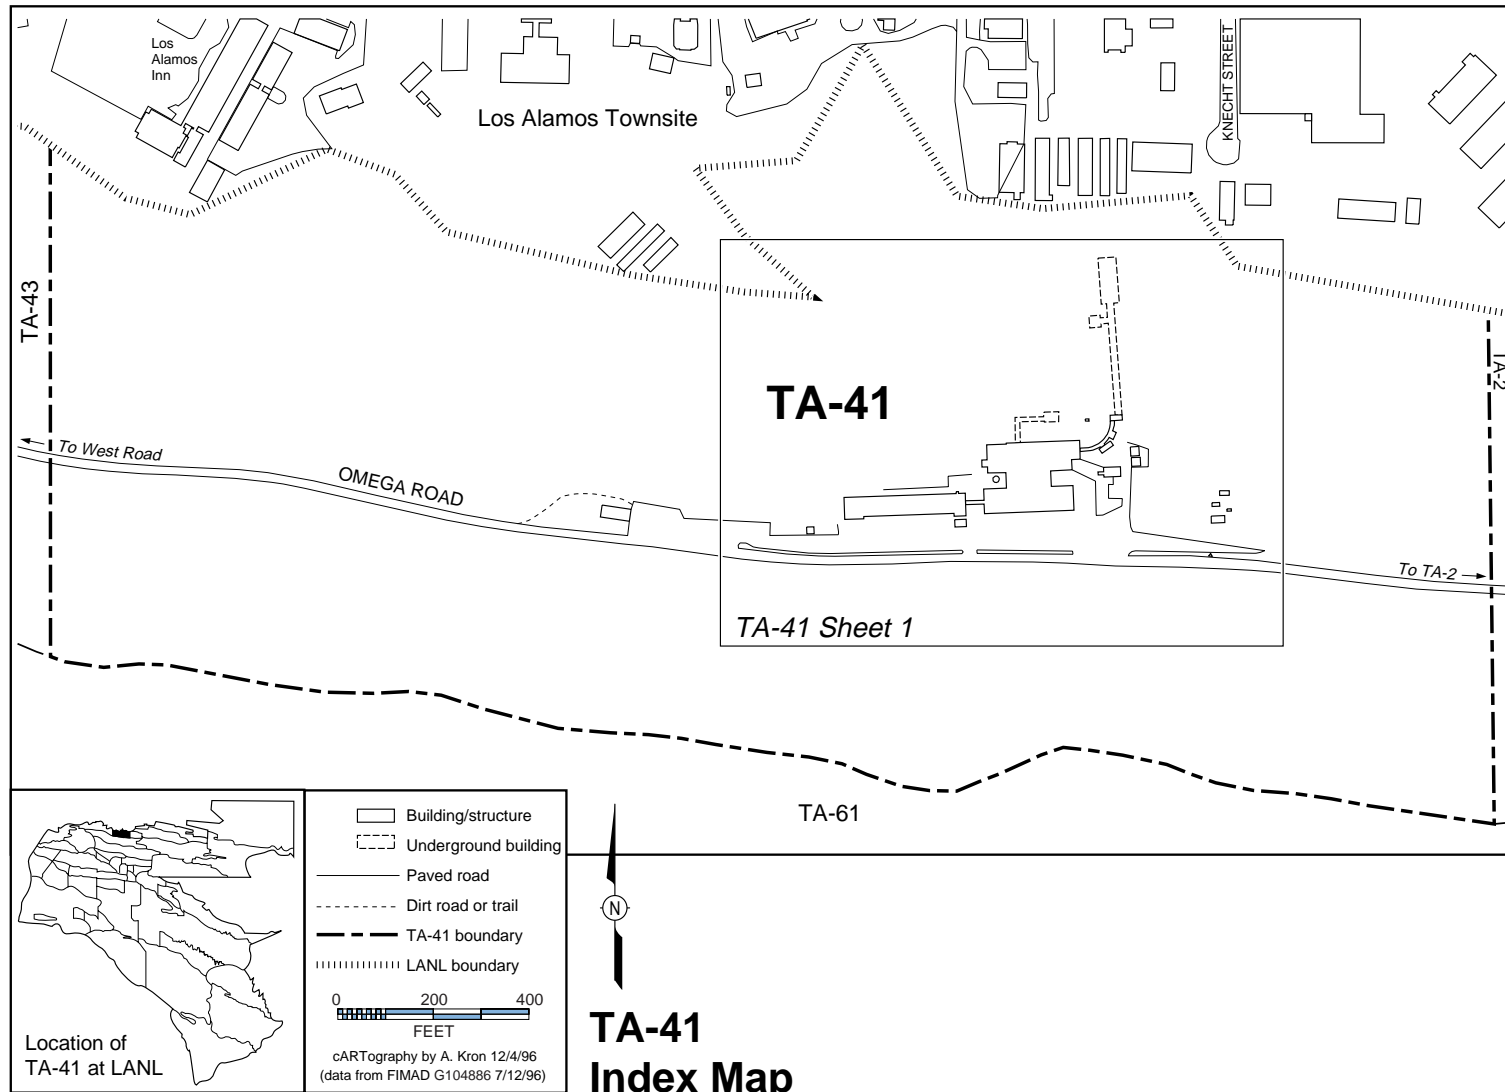 Los
Alamos
Inn
Los Alamos Townsite
KNECHT STREET
TA-43
TA-2
TA-41
To West Road
OMEGA ROAD
To TA-2
TA-41 Sheet 1
TA-61
Building/structure
Underground building
Paved road
Dirt road or trail
TA-41 boundary
LANL boundary
0 200 400
FEET
cARTography by A. Kron 12/4/96
(data from FIMAD G104886 7/12/96)
Location of
TA-41 at LANL
N
TA-41
Index Map